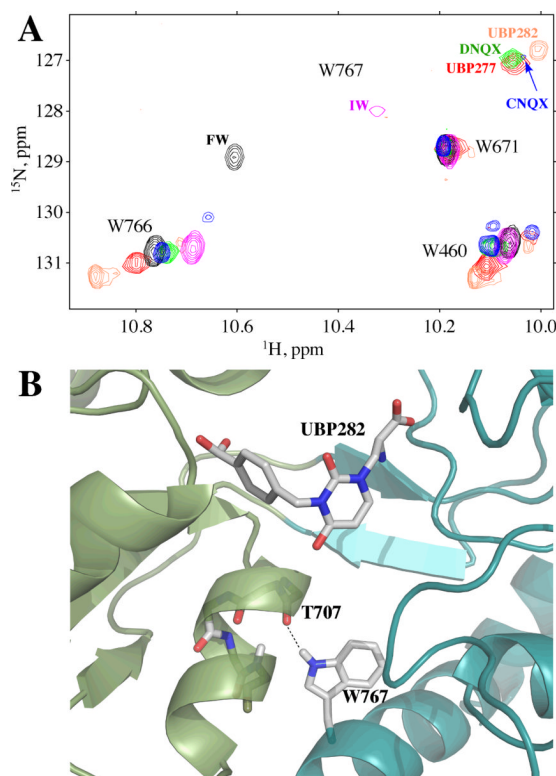 A
UBP282
DNQX
W767
UBP277
CNQX
IW
FW
W671
W766
W460
127
128
129
130
131
15N, ppm
10.8 10.6 10.4 10.2 10.0
1H, ppm
B
UBP282
T707
W767